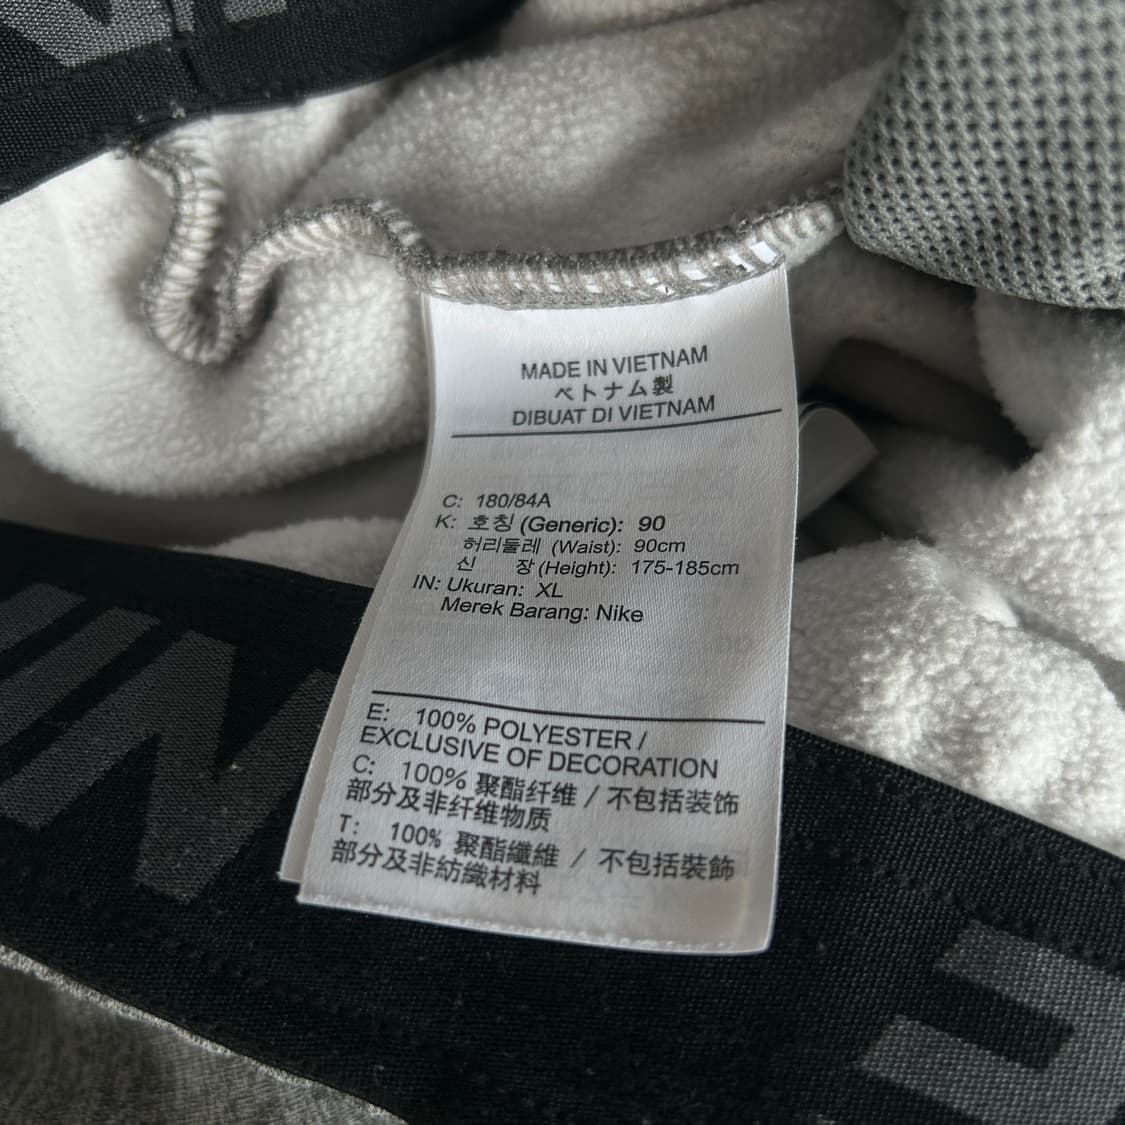 MADE IN VIETNAM
ベトナム製
DIBUAT DI VIETNAM
C: 180/84A
K: 호칭 (Generic): 90
허리둘레 (Waist): 90cm
신 장 (Height): 175-185cm
IN: Ukuran: XL
Merek Barang: Nike
E: 100% POLYESTER /
EXCLUSIVE OF DECORATION
C: 100% 聚酯纤维 / 不包括装饰
部分及非纤维物质
T: 100% 聚酯纖維 / 不包括裝飾
部分及非紡織材料